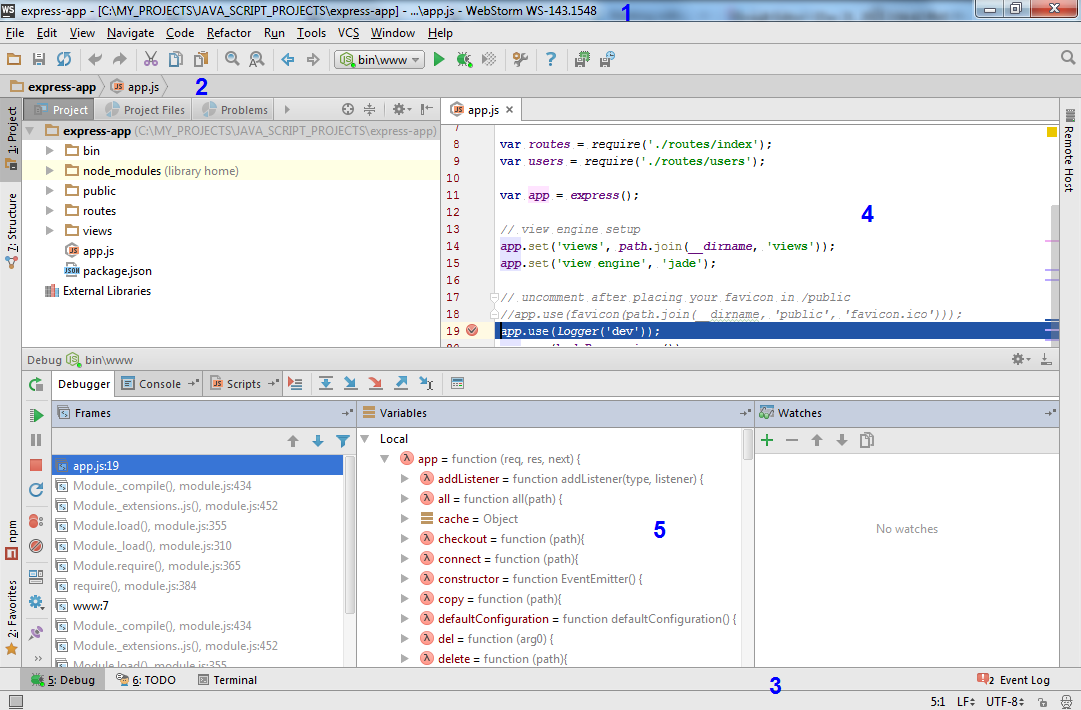 express-app - [C:\MY_PROJECTS\JAVA_SCRIPT_PROJECTS\express-app] - ...\app.js - WebStorm WS-143.1548
1
File Edit View Navigate Code Refactor Run Tools VCS Window Help
bin\www
express-app app.js 2
1: Project
7: Structure
npm
2: Favorites
Project Project Files Problems
express-app (C:\MY_PROJECTS\JAVA_SCRIPT_PROJECTS\express-app)
bin
node_modules (library home)
public
routes
views
app.js
package.json
External Libraries
app.js
7
8 var routes = require('./routes/index');
9 var users = require('./routes/users');
10
11 var app = express();
12
13 // view engine setup
14 app.set('views', path.join(__dirname, 'views'));
15 app.set('view engine', 'jade');
16
17 // uncomment after placing your favicon in /public
18 //app.use(favicon(path.join(__dirname, 'public', 'favicon.ico')));
19 app.use(logger('dev'));
4
Remote Host
Debug bin\www
Debugger Console Scripts
Frames
app.js:19
Module._compile(), module.js:434
Module._extensions..js(), module.js:452
Module.load(), module.js:355
Module._load(), module.js:310
Module.require(), module.js:365
require(), module.js:384
www:7
Module._compile(), module.js:434
Module._extensions..js(), module.js:452
Module.load(), module.js:355
Variables
Local
app = function (req, res, next) {
addListener = function addListener(type, listener) {
all = function all(path) {
cache = Object
checkout = function (path){
connect = function (path){
constructor = function EventEmitter() {
copy = function (path){
defaultConfiguration = function defaultConfiguration() {
del = function (arg0) {
delete = function (path){
5
Watches
No watches
5: Debug 6: TODO Terminal 3 2 Event Log
5:1 LF UTF-8